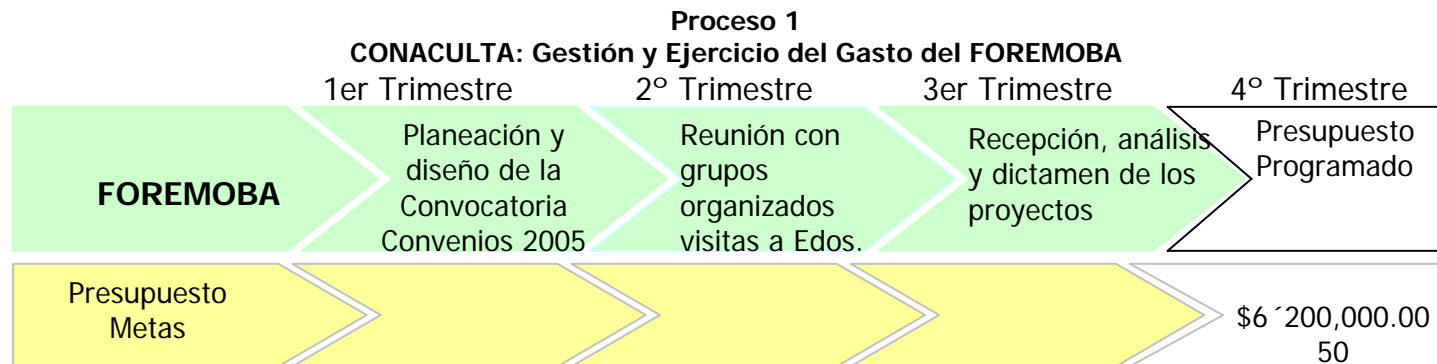 Proceso 1
CONACULTA: Gestión y Ejercicio del Gasto del FOREMOBA
1er Trimestre
2º Trimestre
3er Trimestre
4º Trimestre
FOREMOBA
Planeación y
diseño de la
Convocatoria
Convenios 2005
Reunión con
grupos
organizados
visitas a Edos.
Recepción, análisis
y dictamen de los
proyectos
Presupuesto
Programado
Presupuesto
Metas
$6´200,000.00
50